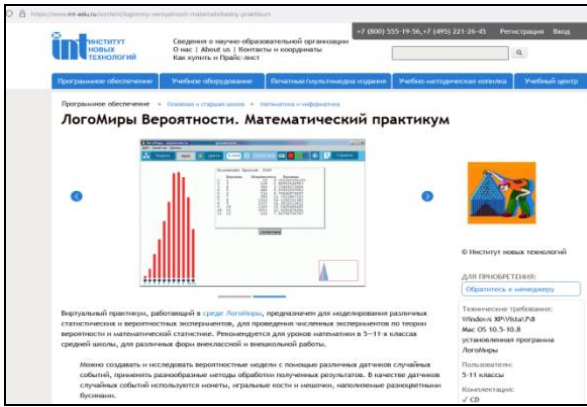 https://www.int-edu.ru/content/logomiry-veroyatnosti-matematicheskiy-praktikum
+7 (800) 555-19-56,+7 (495) 221-26-45 Регистрация Вход
int ИНСТИТУТ НОВЫХ ТЕХНОЛОГИЙ
Сведения о научно-образовательной организации
О нас | About us | Контакты и координаты
Как купить и Прайс-лист
Программное обеспечение Учебное оборудование Печатные/мультимедиа издания Учебно-методическая копилка Учебный центр
Программное обеспечение Основная и старшая школа Математика и информатика
ЛогоМиры Вероятности. Математический практикум
© Институт новых технологий
ДЛЯ ПРИОБРЕТЕНИЯ:
Обратитесь к менеджеру
Виртуальный практикум, работающий в среде ЛогоМиры, предназначен для моделирования различных
статистических и вероятностных экспериментов, для проведения численных экспериментов по теории
вероятности и математической статистике. Рекомендуется для уроков математики в 5—11-х классах
средней школы, для различных форм внеклассной и внешкольной работы.
Можно создавать и исследовать вероятностные модели с помощью различных датчиков случайных
событий, применять разнообразные методы обработки полученных результатов. В качестве датчиков
случайных событий используются монеты, игральные кости и мешочки, наполняемые разноцветными
бусинами.
Технические требования:
Windows XP\Vista\7\8
Mac OS 10.5-10.8
установленная программа
ЛогоМиры
Пользователи:
5-11 классы
Комплектация:
✓ CD